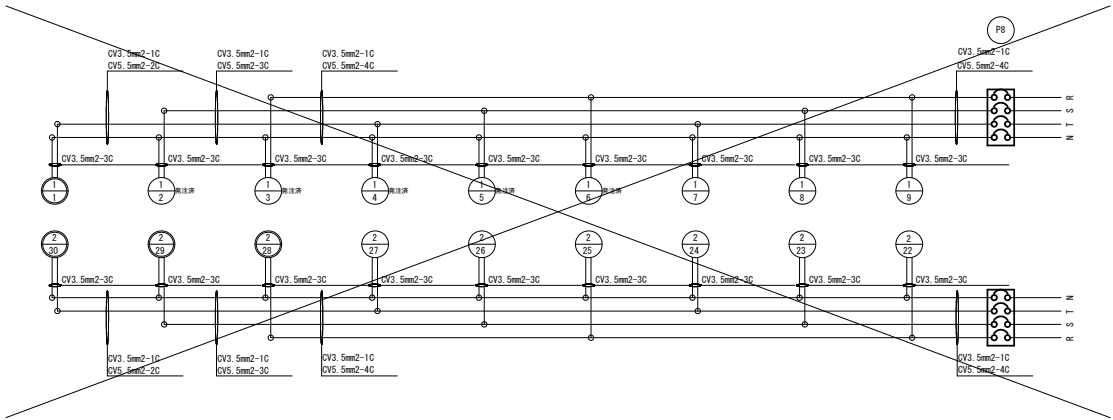 P8
CV3.5mm2-1C
CV5.5mm2-2C
CV3.5mm2-1C
CV5.5mm2-3C
CV3.5mm2-1C
CV5.5mm2-4C
CV3.5mm2-1C
CV5.5mm2-4C
R
S
T
N
CV3.5mm2-3C
CV3.5mm2-3C
CV3.5mm2-3C
CV3.5mm2-3C
CV3.5mm2-3C
CV3.5mm2-3C
CV3.5mm2-3C
CV3.5mm2-3C
CV3.5mm2-3C
1
1
1
2
発注済
1
3
発注済
1
4
発注済
1
5
発注済
1
6
発注済
1
7
1
8
1
9
2
30
2
29
2
28
2
27
2
26
2
25
2
24
2
23
2
22
CV3.5mm2-3C
CV3.5mm2-3C
CV3.5mm2-3C
CV3.5mm2-3C
CV3.5mm2-3C
CV3.5mm2-3C
CV3.5mm2-3C
CV3.5mm2-3C
CV3.5mm2-3C
N
T
S
R
CV3.5mm2-1C
CV5.5mm2-2C
CV3.5mm2-1C
CV5.5mm2-3C
CV3.5mm2-1C
CV5.5mm2-4C
CV3.5mm2-1C
CV5.5mm2-4C